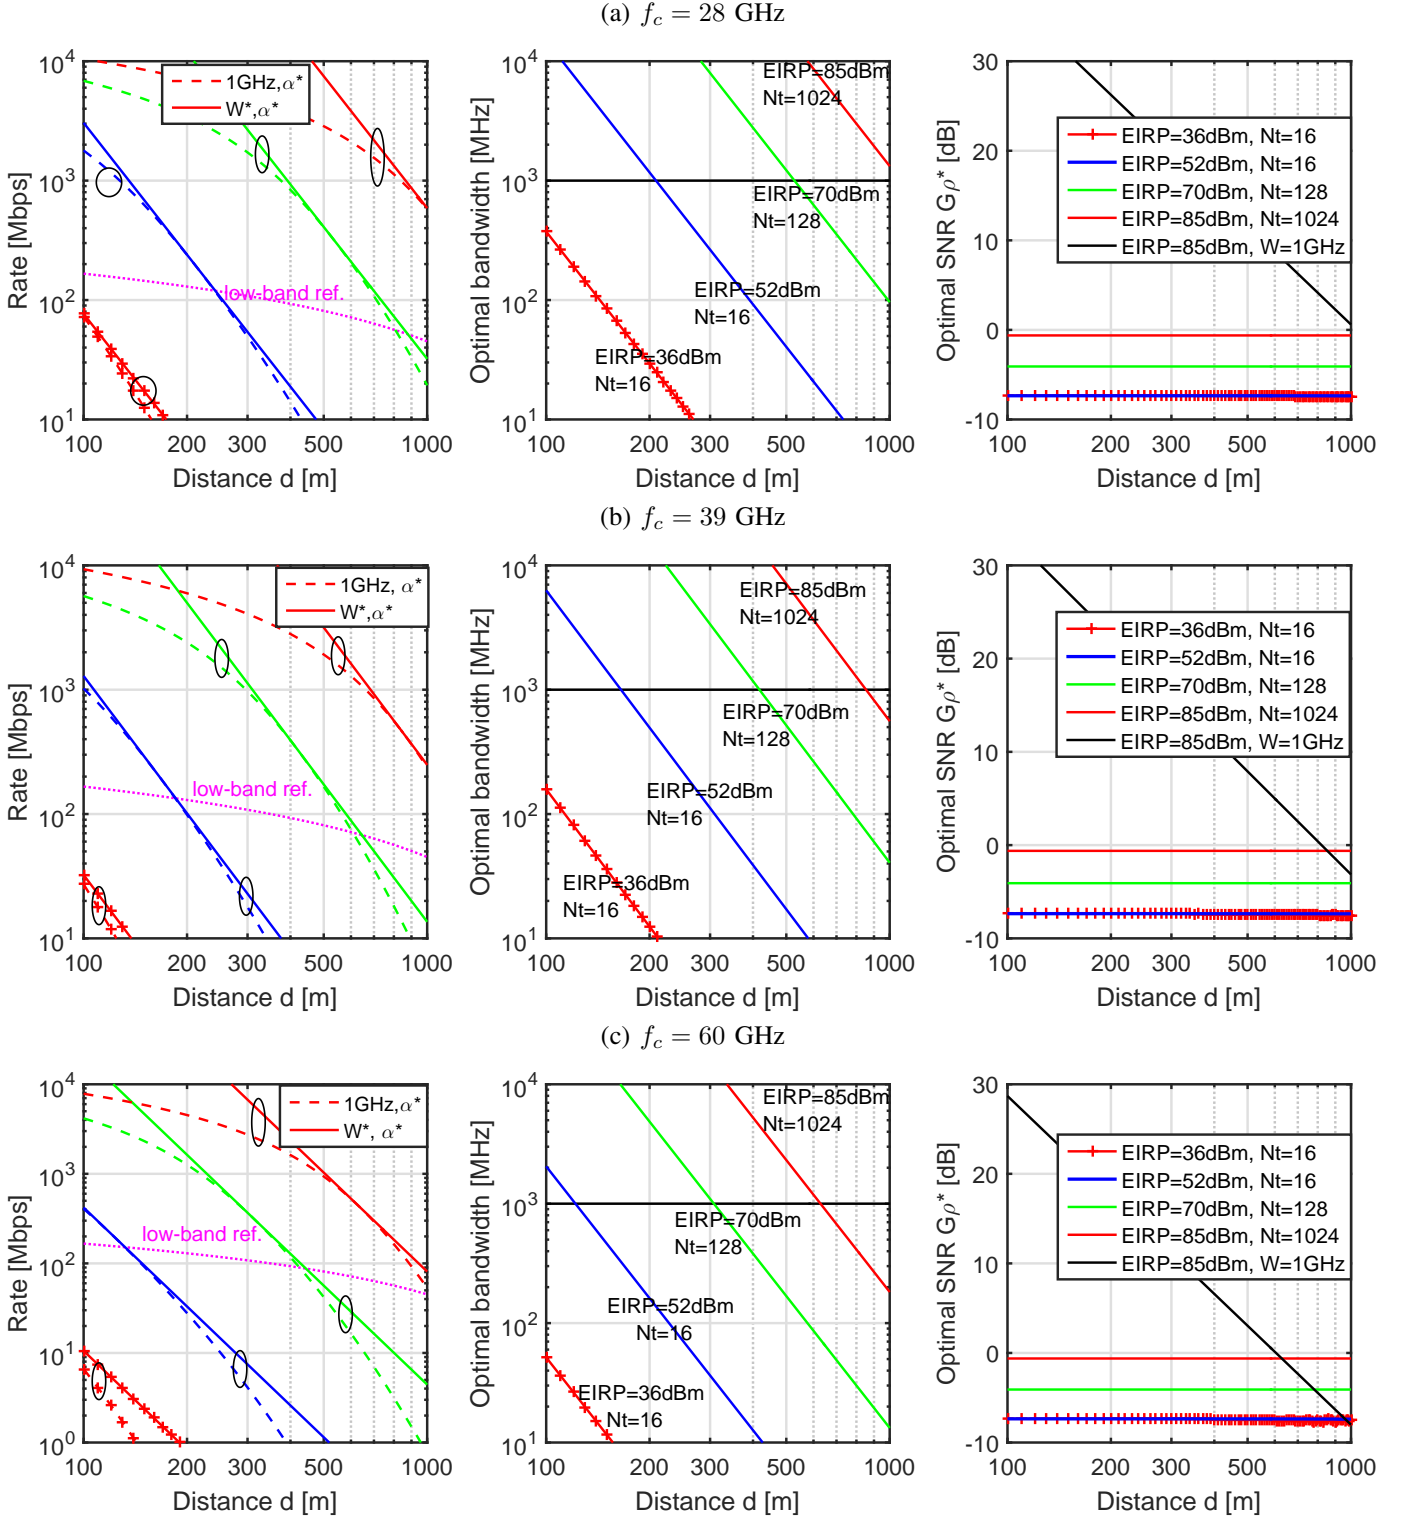 (a) f_c = 28 GHz
10^4
10^3
10^2
10^1
100 200 300 500 1000
Distance d [m]
Rate [Mbps]
1GHz,α*
W*,α*
low-band ref.
10^4
10^3
10^2
10^1
100 200 300 500 1000
Distance d [m]
Optimal bandwidth [MHz]
EIRP=85dBm
Nt=1024
EIRP=70dBm
Nt=128
EIRP=52dBm
Nt=16
EIRP=36dBm
Nt=16
30
20
10
0
-10
100 200 300 500 1000
Distance d [m]
Optimal SNR Gρ* [dB]
EIRP=36dBm, Nt=16
EIRP=52dBm, Nt=16
EIRP=70dBm, Nt=128
EIRP=85dBm, Nt=1024
EIRP=85dBm, W=1GHz
(b) f_c = 39 GHz
10^4
10^3
10^2
10^1
100 200 300 500 1000
Distance d [m]
Rate [Mbps]
1GHz, α*
W*,α*
low-band ref.
10^4
10^3
10^2
10^1
100 200 300 500 1000
Distance d [m]
Optimal bandwidth [MHz]
EIRP=85dBm
Nt=1024
EIRP=70dBm
Nt=128
EIRP=52dBm
Nt=16
EIRP=36dBm
Nt=16
30
20
10
0
-10
100 200 300 500 1000
Distance d [m]
Optimal SNR Gρ* [dB]
EIRP=36dBm, Nt=16
EIRP=52dBm, Nt=16
EIRP=70dBm, Nt=128
EIRP=85dBm, Nt=1024
EIRP=85dBm, W=1GHz
(c) f_c = 60 GHz
10^4
10^3
10^2
10^1
10^0
100 200 300 500 1000
Distance d [m]
Rate [Mbps]
1GHz,α*
W*, α*
low-band ref.
10^4
10^3
10^2
10^1
100 200 300 500 1000
Distance d [m]
Optimal bandwidth [MHz]
EIRP=85dBm
Nt=1024
EIRP=70dBm
Nt=128
EIRP=52dBm
Nt=16
EIRP=36dBm
Nt=16
30
20
10
0
-10
100 200 300 500 1000
Distance d [m]
Optimal SNR Gρ* [dB]
EIRP=36dBm, Nt=16
EIRP=52dBm, Nt=16
EIRP=70dBm, Nt=128
EIRP=85dBm, Nt=1024
EIRP=85dBm, W=1GHz